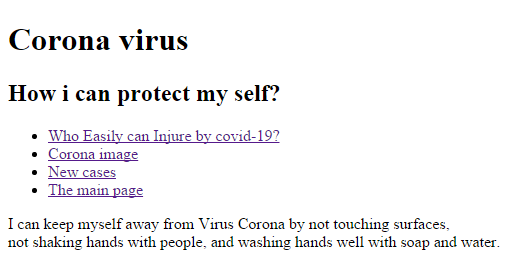 Corona virus
How i can protect my self?
Who Easily can Injure by covid-19?
Corona image
New cases
The main page
I can keep myself away from Virus Corona by not touching surfaces,
not shaking hands with people, and washing hands well with soap and water.